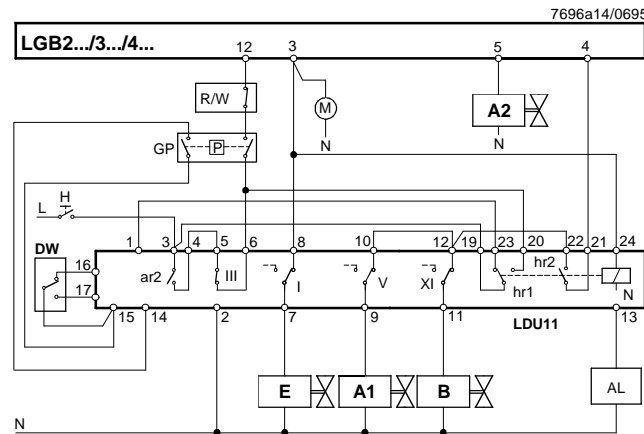 7696a14/0695
LGB2.../3.../4...
12 3 5 4
R/W
M
A2
N N
GP P
H
L
DW
1 3 4 5 6 8 10 12 19 23 20 22 21 24
16
17
ar2 III I V XI hr1 hr2 N
15 14 2 7 9 11 LDU11 13
E A1 B AL
N